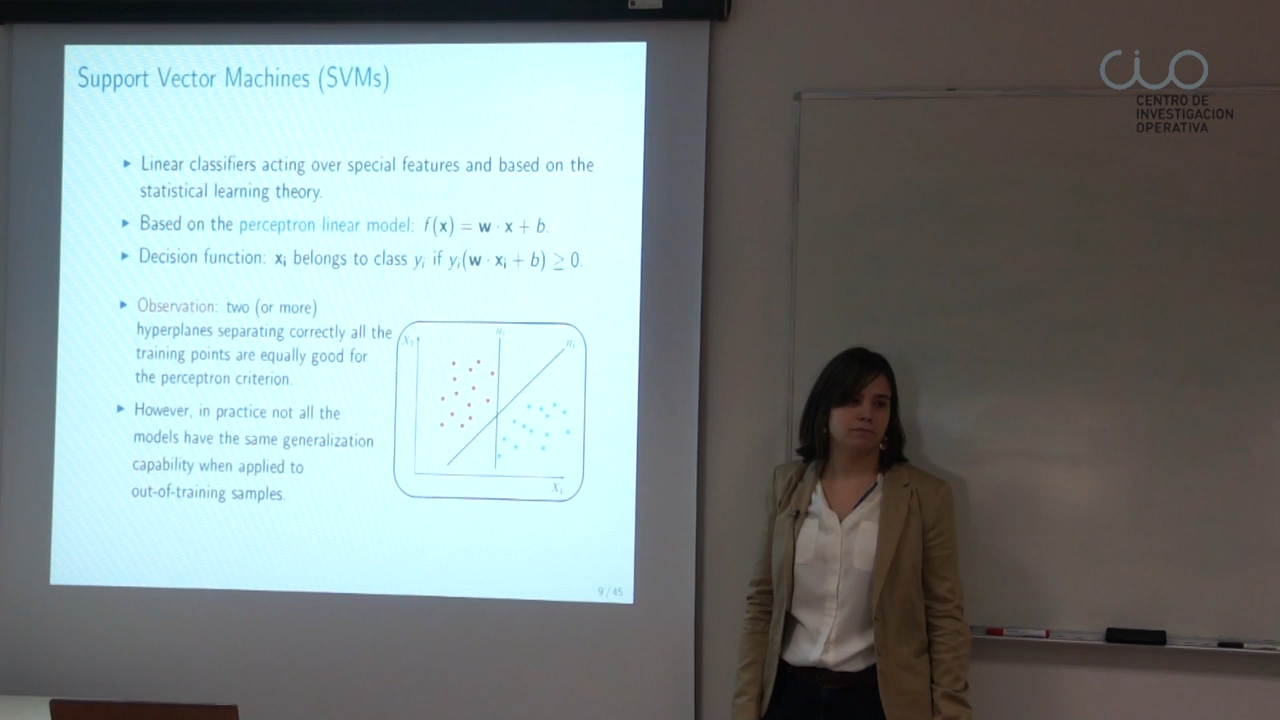 Support Vector Machines (SVMs)
Linear classifiers acting over special features and based on the
statistical learning theory.
Based on the perceptron linear model: f(x) = w · x + b.
Decision function: xᵢ belongs to class yᵢ if yᵢ(w · xᵢ + b) ≥ 0.
Observation: two (or more)
hyperplanes separating correctly all the
training points are equally good for
the perceptron criterion.
However, in practice not all the
models have the same generalization
capability when applied to
out-of-training samples.
X₂
X₁
9 / 45
CIO
CENTRO DE
INVESTIGACION
OPERATIVA